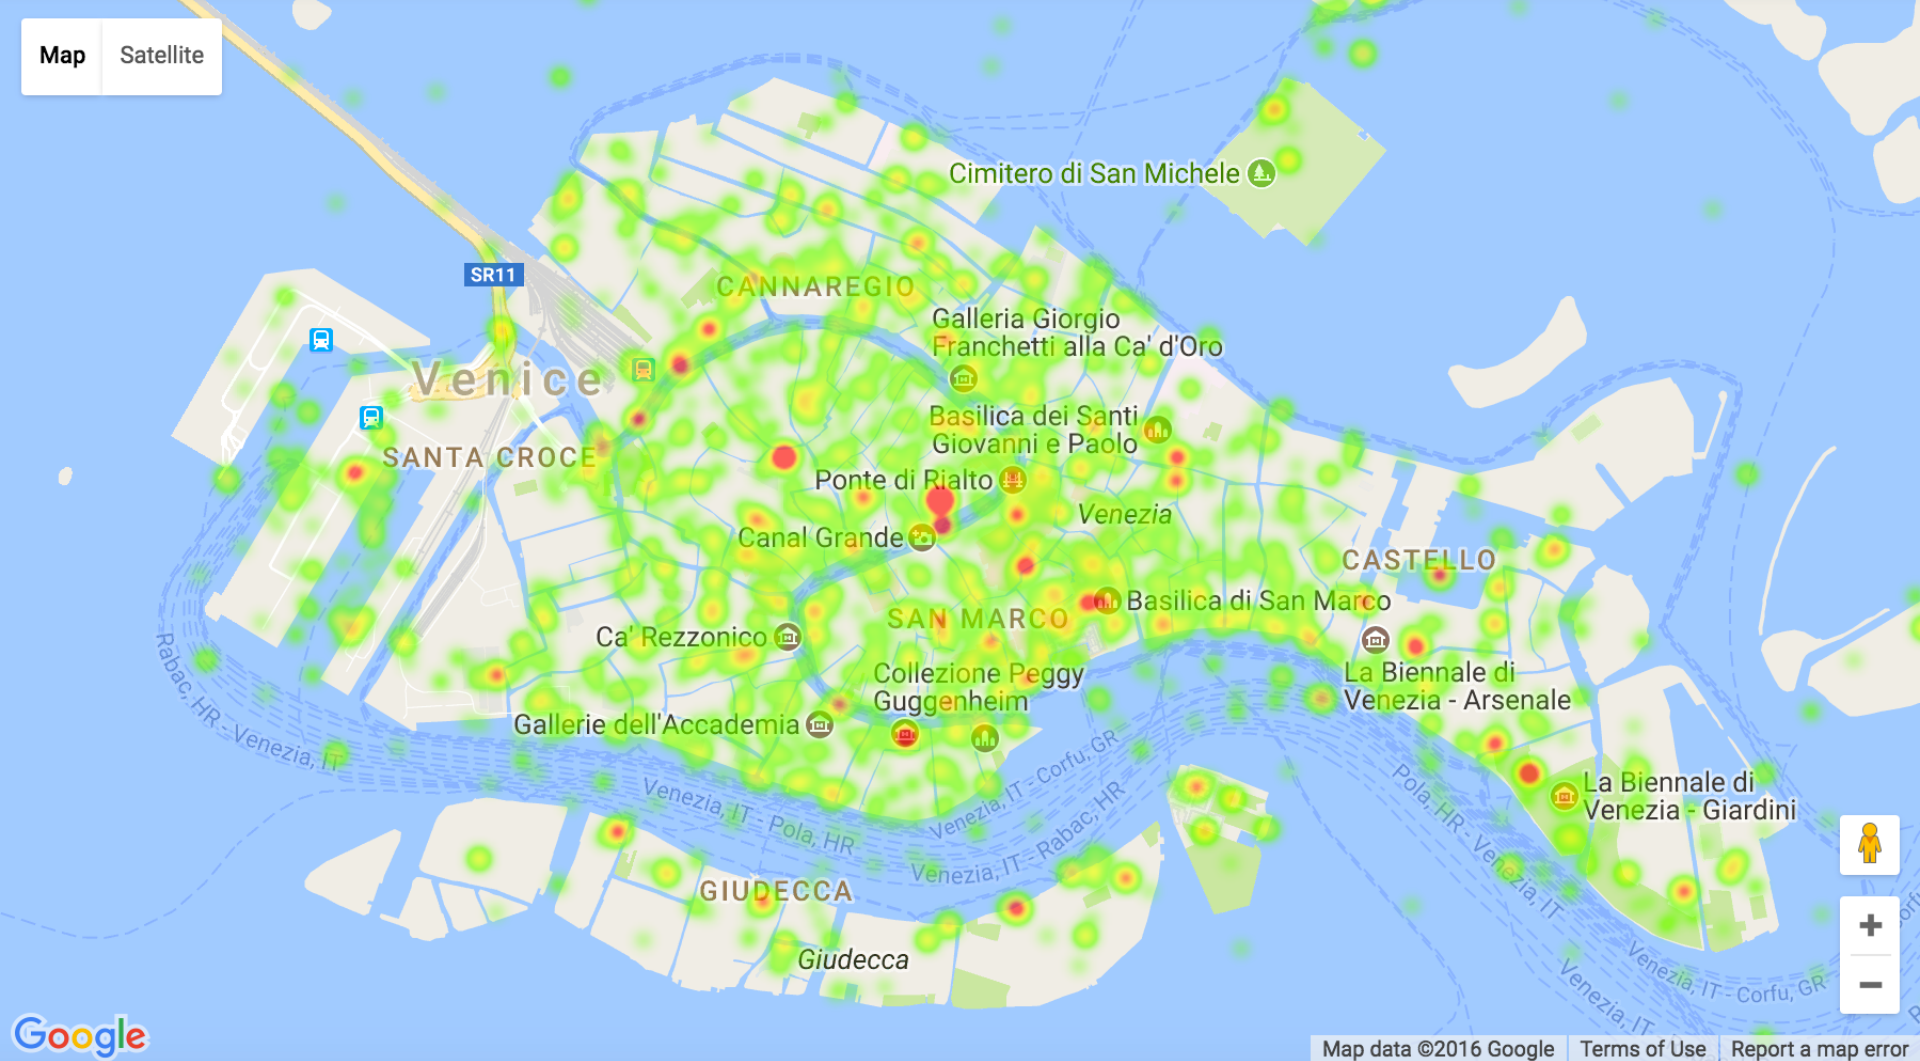 Map
Satellite
Cimitero di San Michele
SR11
CANNAREGIO
Galleria Giorgio
Franchetti alla Ca' d'Oro
Venice
Basilica dei Santi
Giovanni e Paolo
SANTA CROCE
Ponte di Rialto
Venezia
Canal Grande
CASTELLO
Basilica di San Marco
SAN MARCO
Ca' Rezzonico
Rabac, HR - Venezia, IT
Collezione Peggy
Guggenheim
La Biennale di
Venezia - Arsenale
Gallerie dell'Accademia
Venezia, IT - Corfu, GR
Venezia, IT - Pola, HR
Venezia, IT - Rabac, HR
Pola, HR - Venezia, IT
La Biennale di
Venezia - Giardini
GIUDECCA
Giudecca
Venezia, IT - Corfu, GR
Venezia, IT
Google
Map data ©2016 Google
Terms of Use
Report a map error